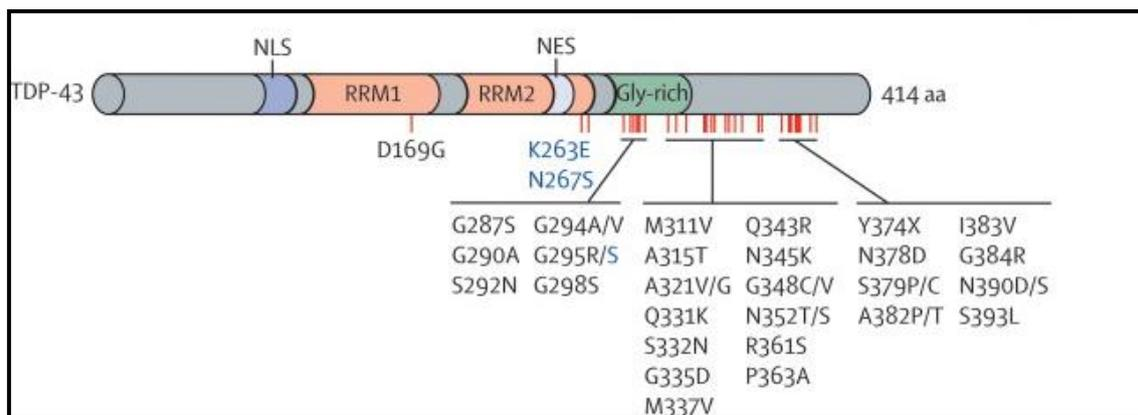 NLS NES
TDP-43 RRM1 RRM2 Gly-rich 414 aa
D169G K263E
N267S
G287S G294A/V M311V Q343R Y374X I383V
G290A G295R/S A315T N345K N378D G384R
S292N G298S A321V/G G348C/V S379P/C N390D/S
Q331K N352T/S A382P/T S393L
S332N R361S
G335D P363A
M337V